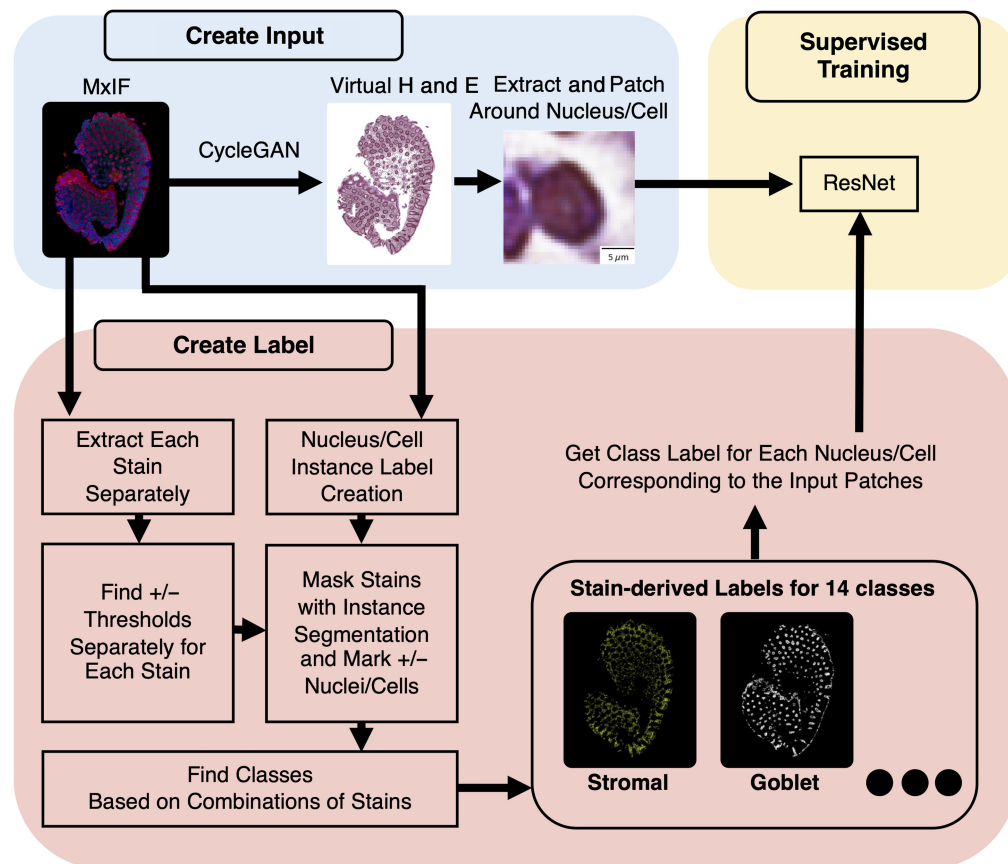 Create Input
Supervised
Training
MxIF
Virtual H and E
Extract and Patch
Around Nucleus/Cell
CycleGAN
5 µm
ResNet
Create Label
Extract Each
Stain
Separately
Nucleus/Cell
Instance Label
Creation
Find +/–
Thresholds
Separately for
Each Stain
Mask Stains
with Instance
Segmentation
and Mark +/–
Nuclei/Cells
Find Classes
Based on Combinations of Stains
Get Class Label for Each Nucleus/Cell
Corresponding to the Input Patches
Stain-derived Labels for 14 classes
Stromal
Goblet